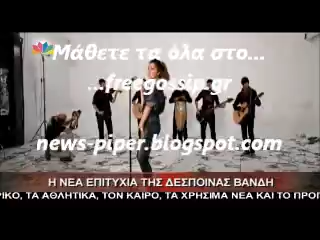 Μάθετε τα όλα στο...
...freegossip.gr
news-piper.blogspot.com
Η ΝΕΑ ΕΠΙΤΥΧΙΑ ΤΗΣ ΔΕΣΠΟΙΝΑΣ ΒΑΝΔΗ
ΡΙΚΟ, ΤΑ ΑΘΛΗΤΙΚΑ, ΤΟΝ ΚΑΙΡΟ, ΤΑ ΧΡΗΣΙΜΑ ΝΕΑ ΚΑΙ ΤΟ ΠΡΟΓ